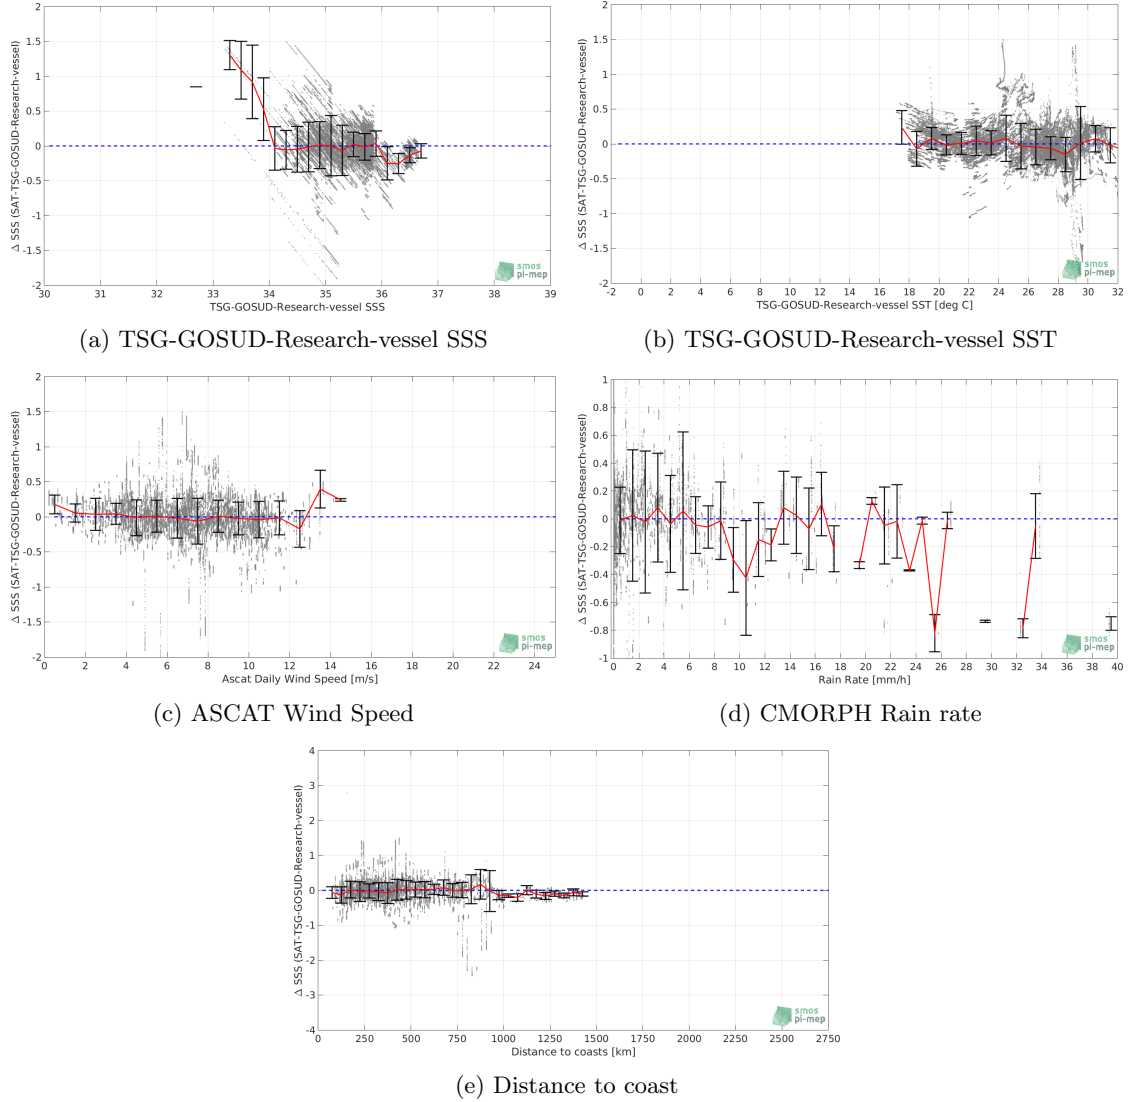 2
1.5
1
0.5
0
-0.5
-1
-1.5
-2
Δ SSS (SAT-TSG-GOSUD-Research-vessel)
30 31 32 33 34 35 36 37 38 39
TSG-GOSUD-Research-vessel SSS
smos
pi-mep
(a) TSG-GOSUD-Research-vessel SSS
2
1.5
1
0.5
0
-0.5
-1
-1.5
-2
Δ SSS (SAT-TSG-GOSUD-Research-vessel)
-2 0 2 4 6 8 10 12 14 16 18 20 22 24 26 28 30 32
TSG-GOSUD-Research-vessel SST [deg C]
smos
pi-mep
(b) TSG-GOSUD-Research-vessel SST
2
1.5
1
0.5
0
-0.5
-1
-1.5
-2
Δ SSS (SAT-TSG-GOSUD-Research-vessel)
0 2 4 6 8 10 12 14 16 18 20 22 24
Ascat Daily Wind Speed [m/s]
smos
pi-mep
(c) ASCAT Wind Speed
1
0.8
0.6
0.4
0.2
0
-0.2
-0.4
-0.6
-0.8
-1
Δ SSS (SAT-TSG-GOSUD-Research-vessel)
0 2 4 6 8 10 12 14 16 18 20 22 24 26 28 30 32 34 36 38 40
Rain Rate [mm/h]
smos
pi-mep
(d) CMORPH Rain rate
4
3
2
1
0
-1
-2
-3
-4
Δ SSS (SAT-TSG-GOSUD-Research-vessel)
0 250 500 750 1000 1250 1500 1750 2000 2250 2500 2750
Distance to coasts [km]
smos
pi-mep
(e) Distance to coast